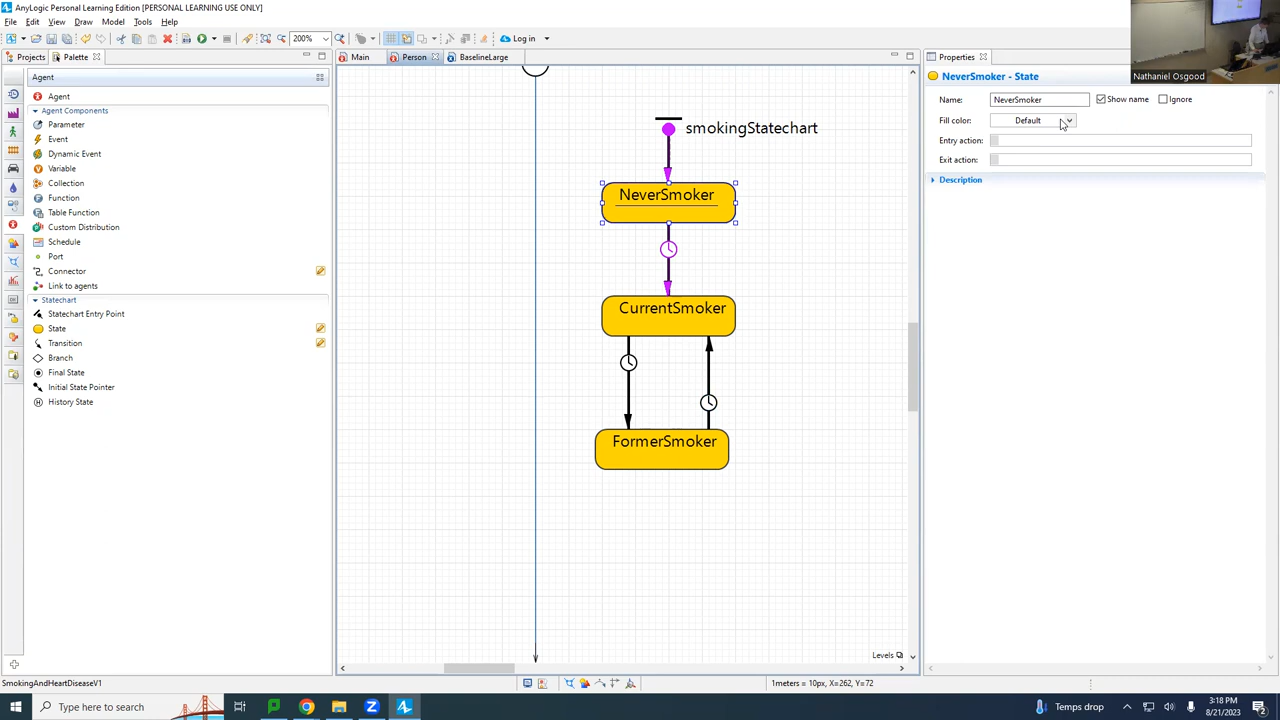 AnyLogic Personal Learning Edition [PERSONAL LEARNING USE ONLY]
File Edit View Draw Model Tools Help
200% Log in
Projects Palette
Main Person BaselineLarge
Properties
Agent
Agent
Agent Components
Parameter
Event
Dynamic Event
Variable
Collection
Function
Table Function
Custom Distribution
Schedule
Port
Connector
Link to agents
Statechart
Statechart Entry Point
State
Transition
Branch
Final State
Initial State Pointer
History State
smokingStatechart
NeverSmoker
CurrentSmoker
FormerSmoker
Levels
NeverSmoker - State
Name: NeverSmoker Show name Ignore
Fill color: Default
Entry action:
Exit action:
Description
Nathaniel Osgood
SmokingAndHeartDiseaseV1
1meters = 10px, X=262, Y=72
Type here to search
Temps drop
3:18 PM
8/21/2023
2